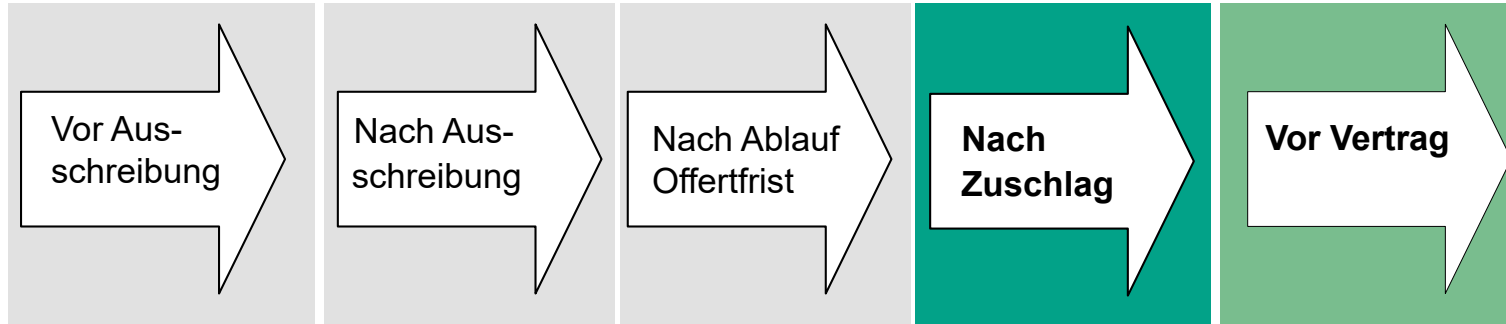 Vor Aus-
schreibung
Nach Aus-
schreibung
Nach Ablauf
Offertfrist
Nach
Zuschlag
Vor Vertrag